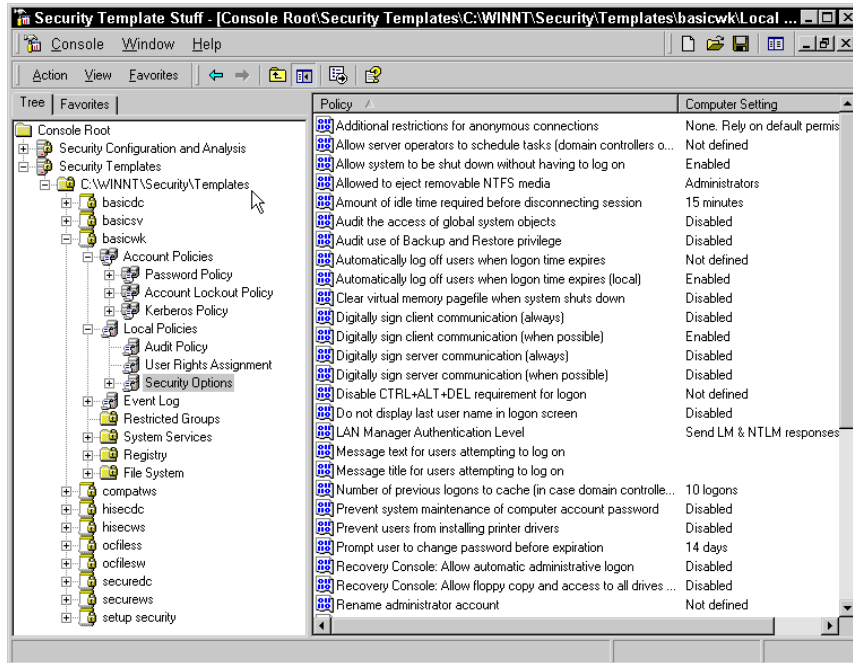 Security Template Stuff - [Console Root\Security Templates\C:\WINNT\Security\Templates\basicwk\Local ...
Console Window Help
Action View Favorites
Tree Favorites
Console Root
Security Configuration and Analysis
Security Templates
C:\WINNT\Security\Templates
basicdc
basicsv
basicwk
Account Policies
Password Policy
Account Lockout Policy
Kerberos Policy
Local Policies
Audit Policy
User Rights Assignment
Security Options
Event Log
Restricted Groups
System Services
Registry
File System
compatws
hisecdc
hisecws
ocfiless
ocfilesw
securedc
securews
setup security
Policy Computer Setting
Additional restrictions for anonymous connections None. Rely on default permis
Allow server operators to schedule tasks (domain controllers o... Not defined
Allow system to be shut down without having to log on Enabled
Allowed to eject removable NTFS media Administrators
Amount of idle time required before disconnecting session 15 minutes
Audit the access of global system objects Disabled
Audit use of Backup and Restore privilege Disabled
Automatically log off users when logon time expires Not defined
Automatically log off users when logon time expires (local) Enabled
Clear virtual memory pagefile when system shuts down Disabled
Digitally sign client communication (always) Disabled
Digitally sign client communication (when possible) Enabled
Digitally sign server communication (always) Disabled
Digitally sign server communication (when possible) Disabled
Disable CTRL+ALT+DEL requirement for logon Not defined
Do not display last user name in logon screen Disabled
LAN Manager Authentication Level Send LM & NTLM responses
Message text for users attempting to log on
Message title for users attempting to log on
Number of previous logons to cache (in case domain controlle... 10 logons
Prevent system maintenance of computer account password Disabled
Prevent users from installing printer drivers Disabled
Prompt user to change password before expiration 14 days
Recovery Console: Allow automatic administrative logon Disabled
Recovery Console: Allow floppy copy and access to all drives ... Disabled
Rename administrator account Not defined